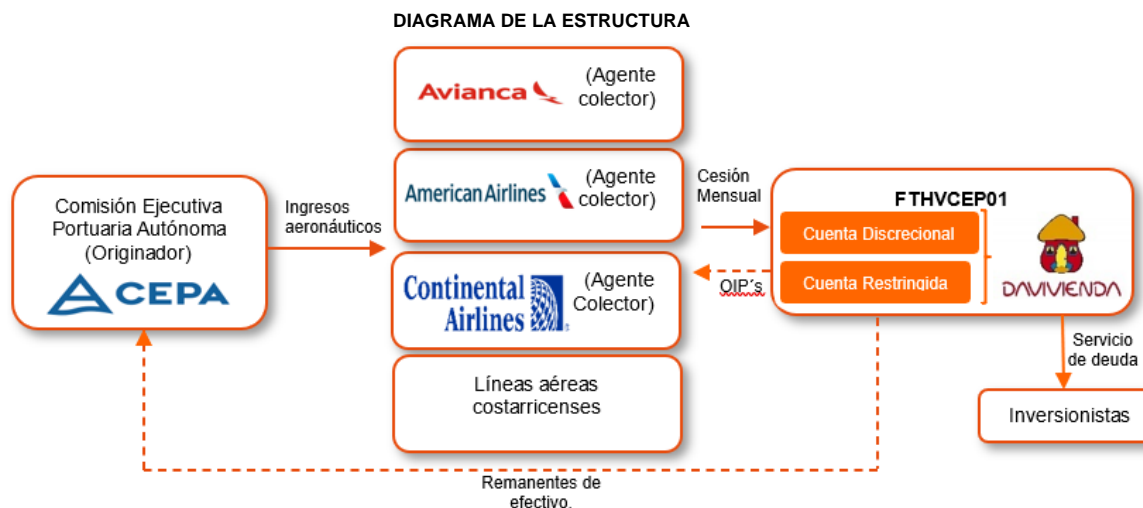 DIAGRAMA DE LA ESTRUCTURA
Comisión Ejecutiva
Portuaria Autónoma
(Originador)
CEPA
Ingresos
aeronáuticos
Avianca
(Agente
colector)
American Airlines
(Agente
colector)
Continental
Airlines
(Agente
Colector)
Líneas aéreas
costarricenses
Cesión
Mensual
OIP´s
FTHVCEP01
Cuenta Discrecional
Cuenta Restringida
DAVIVIENDA
Servicio
de deuda
Inversionistas
Remanentes de
efectivo.